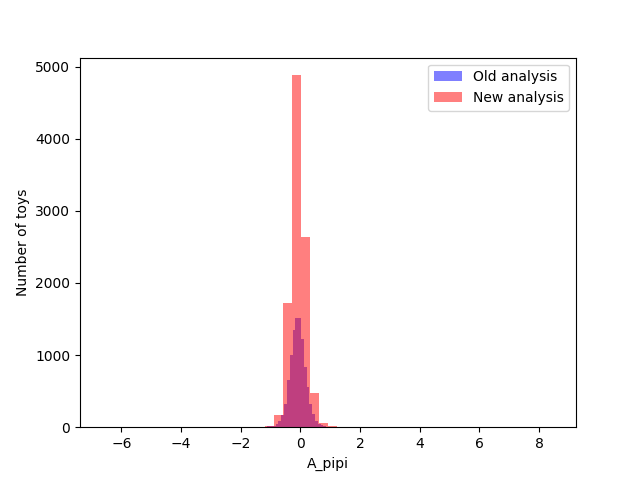 Old analysis
New analysis
Number of toys
5000
4000
3000
2000
1000
0
−6 −4 −2 0 2 4 6 8
A_pipi